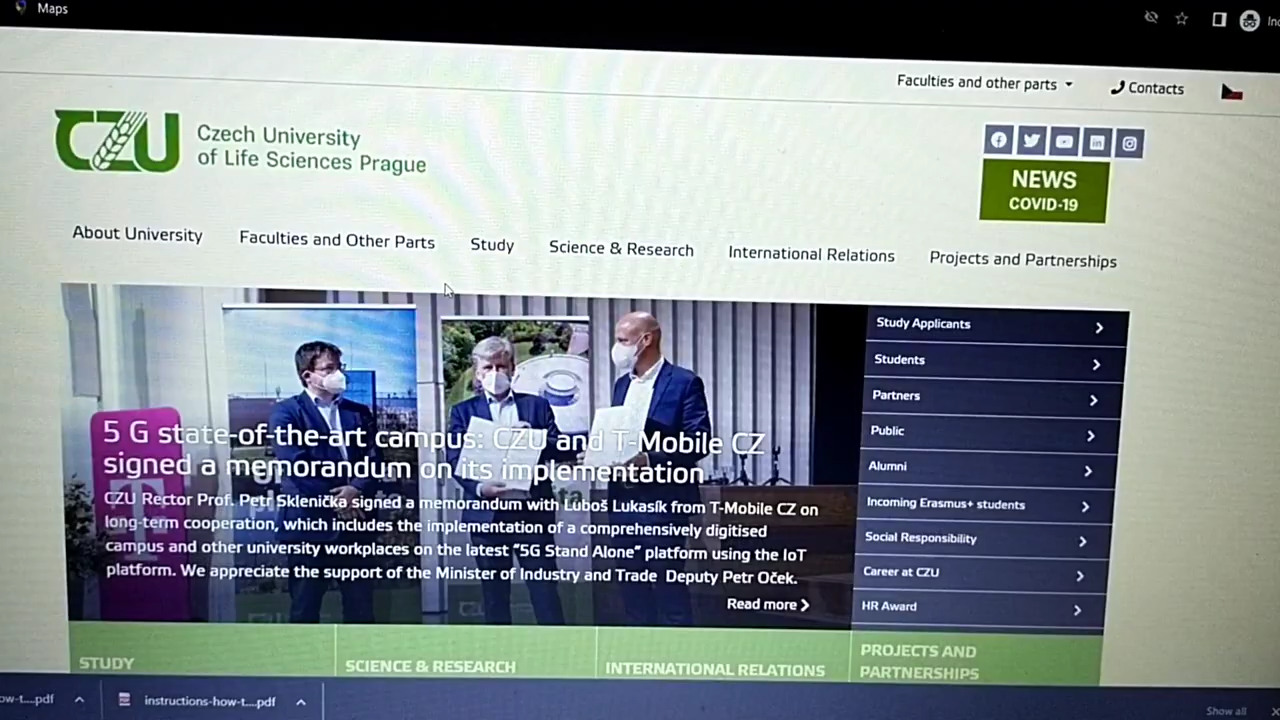 Maps
Faculties and other parts
Contacts
CZU
Czech University
of Life Sciences Prague
NEWS
COVID-19
About University
Faculties and Other Parts
Study
Science & Research
International Relations
Projects and Partnerships
5 G state-of-the-art campus: CZU and T-Mobile CZ
signed a memorandum on its implementation
CZU Rector Prof. Petr Sklenička signed a memorandum with Luboš Lukasík from T-Mobile CZ on
long-term cooperation, which includes the implementation of a comprehensively digitised
campus and other university workplaces on the latest "5G Stand Alone" platform using the IoT
platform. We appreciate the support of the Minister of Industry and Trade Deputy Petr Oček.
Read more
Study Applicants
Students
Partners
Public
Alumni
Incoming Erasmus+ students
Social Responsibility
Career at CZU
HR Award
STUDY
SCIENCE & RESEARCH
INTERNATIONAL RELATIONS
PROJECTS AND
PARTNERSHIPS
ow-t....pdf
instructions-how-t....pdf
Show all